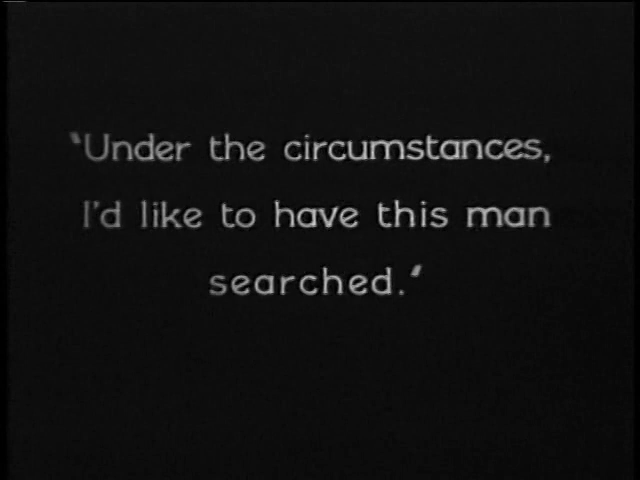 "Under the circumstances,
I'd like to have this man
searched."